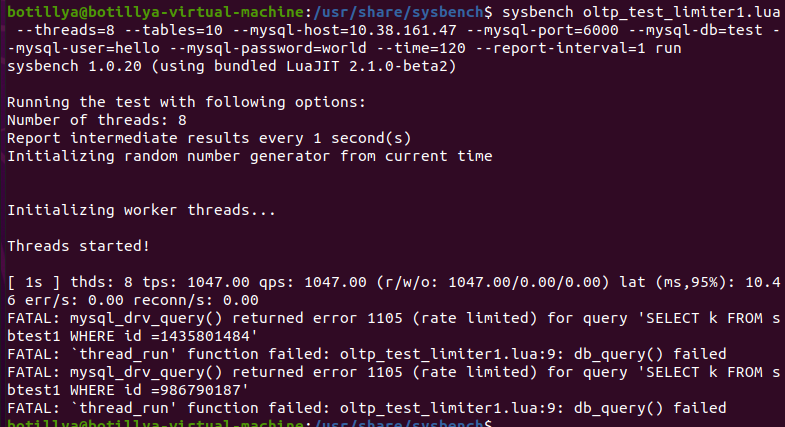 botillya@botillya-virtual-machine:/usr/share/sysbench$ sysbench oltp_test_limiter1.lua
 --threads=8 --tables=10 --mysql-host=10.38.161.47 --mysql-port=6000 --mysql-db=test -
-mysql-user=hello --mysql-password=world --time=120 --report-interval=1 run
sysbench 1.0.20 (using bundled LuaJIT 2.1.0-beta2)
Running the test with following options:
Number of threads: 8
Report intermediate results every 1 second(s)
Initializing random number generator from current time
Initializing worker threads...
Threads started!
[ 1s ] thds: 8 tps: 1047.00 qps: 1047.00 (r/w/o: 1047.00/0.00/0.00) lat (ms,95%): 10.4
6 err/s: 0.00 reconn/s: 0.00
FATAL: mysql_drv_query() returned error 1105 (rate limited) for query 'SELECT k FROM s
btest1 WHERE id =1435801484'
FATAL: `thread_run' function failed: oltp_test_limiter1.lua:9: db_query() failed
FATAL: mysql_drv_query() returned error 1105 (rate limited) for query 'SELECT k FROM s
btest1 WHERE id =986790187'
FATAL: `thread_run' function failed: oltp_test_limiter1.lua:9: db_query() failed
botillya@botillya-virtual-machine:/usr/share/sysbench$